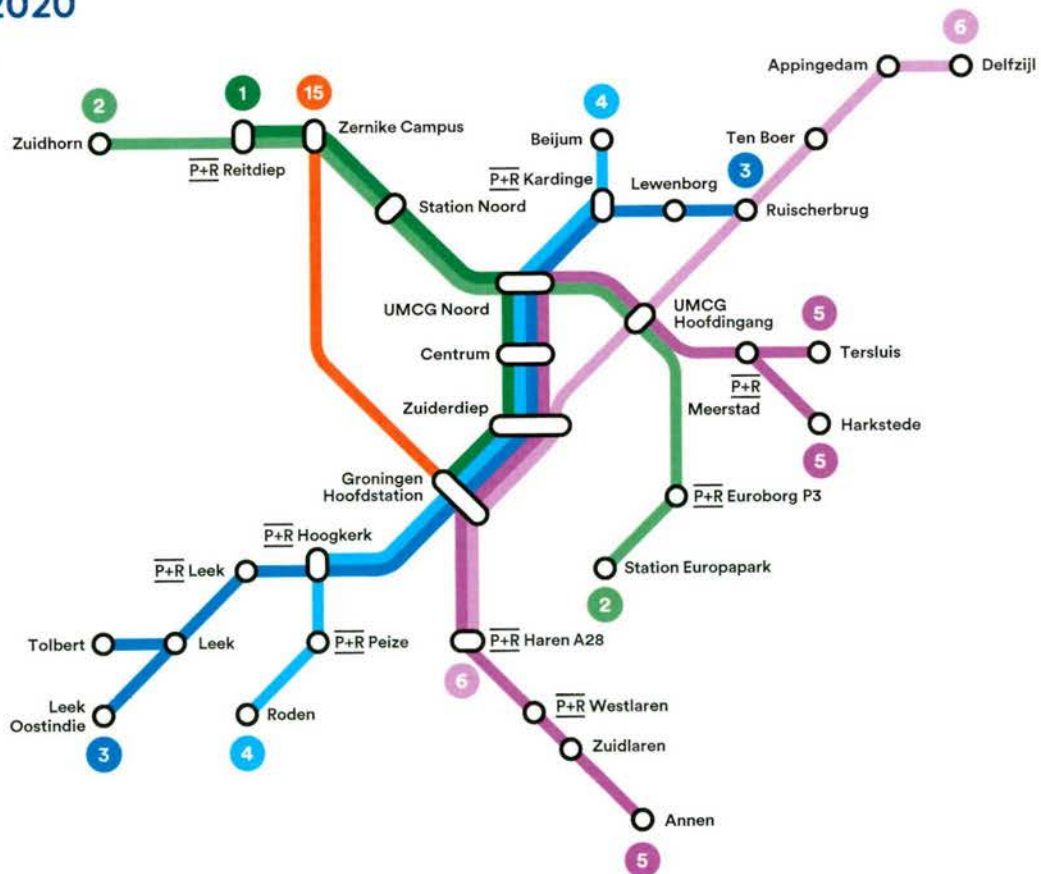 2020
6
Appingedam
Delfzijl
2
1
15
4
Zuidhorn
Zernike Campus
Beijum
Ten Boer
P+R Reitdiep
P+R Kardinge
3
Lewenborg
Station Noord
Ruischerbrug
UMCG Noord
UMCG
Hoofdingang
5
Centrum
Tersluis
P+R
Meerstad
Zuiderdiep
Harkstede
5
Groningen
Hoofdstation
P+R Euroborg P3
P+R Hoogkerk
P+R Leek
Station Europapark
2
Tolbert
Leek
P+R Peize
P+R Haren A28
6
Leek
Oostindie
Roden
P+R Westlaren
3
4
Zuidlaren
Annen
5